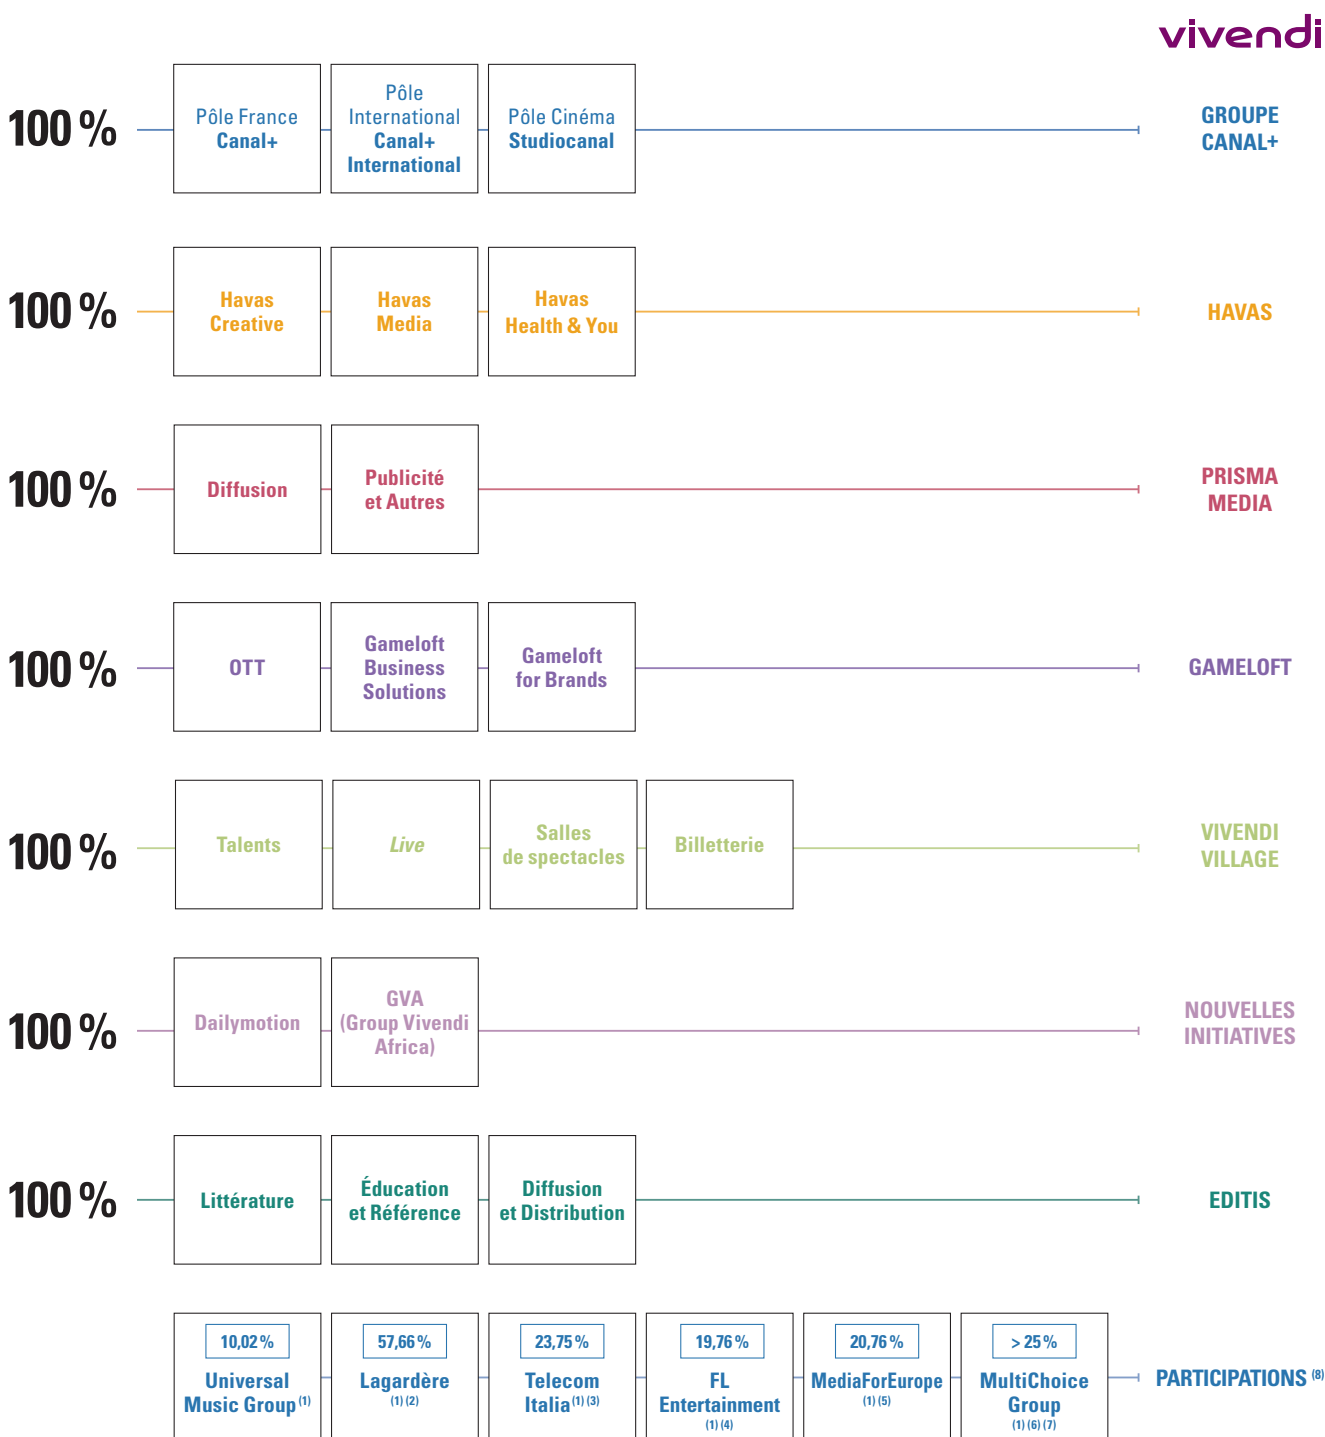 vivendi
100 %
Pôle France
Canal+
Pôle
International
Canal+
International
Pôle Cinéma
Studiocanal
GROUPE
CANAL+
100 %
Havas
Creative
Havas
Media
Havas
Health & You
HAVAS
100 %
Diffusion
Publicité
et Autres
PRISMA
MEDIA
100 %
OTT
Gameloft
Business
Solutions
Gameloft
for Brands
GAMELOFT
100 %
Talents
Live
Salles
de spectacles
Billetterie
VIVENDI
VILLAGE
100 %
Dailymotion
GVA
(Group Vivendi
Africa)
NOUVELLES
INITIATIVES
100 %
Littérature
Éducation
et Référence
Diffusion
et Distribution
EDITIS
10,02 %
Universal
Music Group (1)
57,66 %
Lagardère
(1) (2)
23,75 %
Telecom
Italia (1) (3)
19,76 %
FL
Entertainment
(1) (4)
20,76 %
MediaForEurope
(1) (5)
> 25 %
MultiChoice
Group
(1) (6) (7)
PARTICIPATIONS (8)